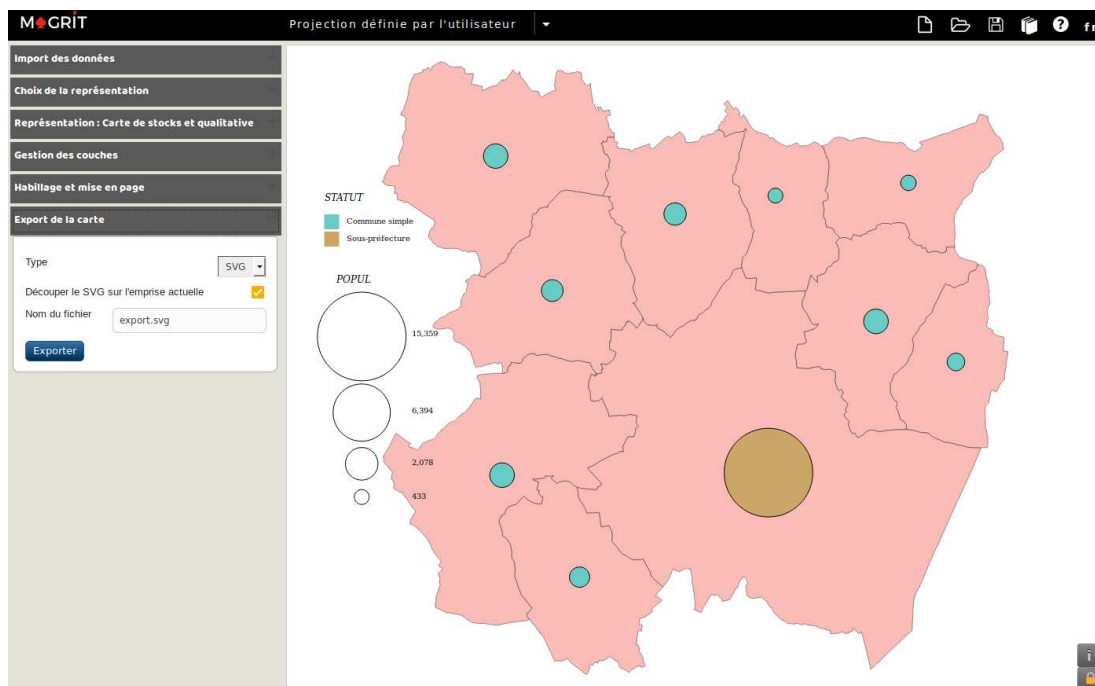 MAGRIT
Projection définie par l'utilisateur
fr
Import des données
Choix de la représentation
Représentation : Carte de stocks et qualitative
Gestion des couches
Habillage et mise en page
Export de la carte
Type
SVG
Découper le SVG sur l'emprise actuelle
Nom du fichier
export.svg
Exporter
STATUT
Commune simple
Sous-préfecture
POPUL
15,359
6,394
2,078
433
i